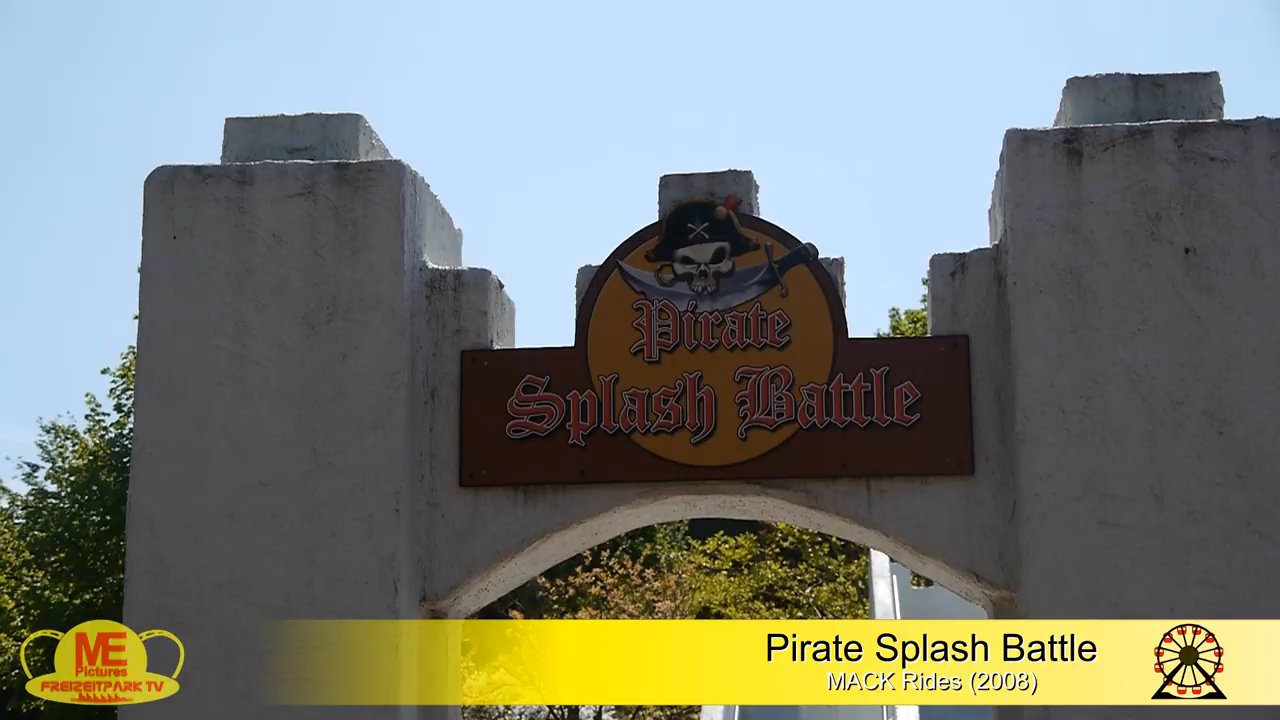 Pirate
Splash Battle
ME
Pictures
FREIZEITPARK TV
Pirate Splash Battle
MACK Rides (2008)